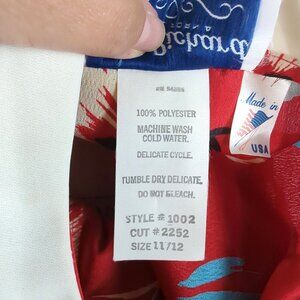 Richard
100% POLYESTER
MACHINE WASH
COLD WATER.
DELICATE CYCLE.
TUMBLE DRY DELICATE.
DO NOT BLEACH.
STYLE # 1002
CUT # 2252
SIZE 11/12
Made in
USA